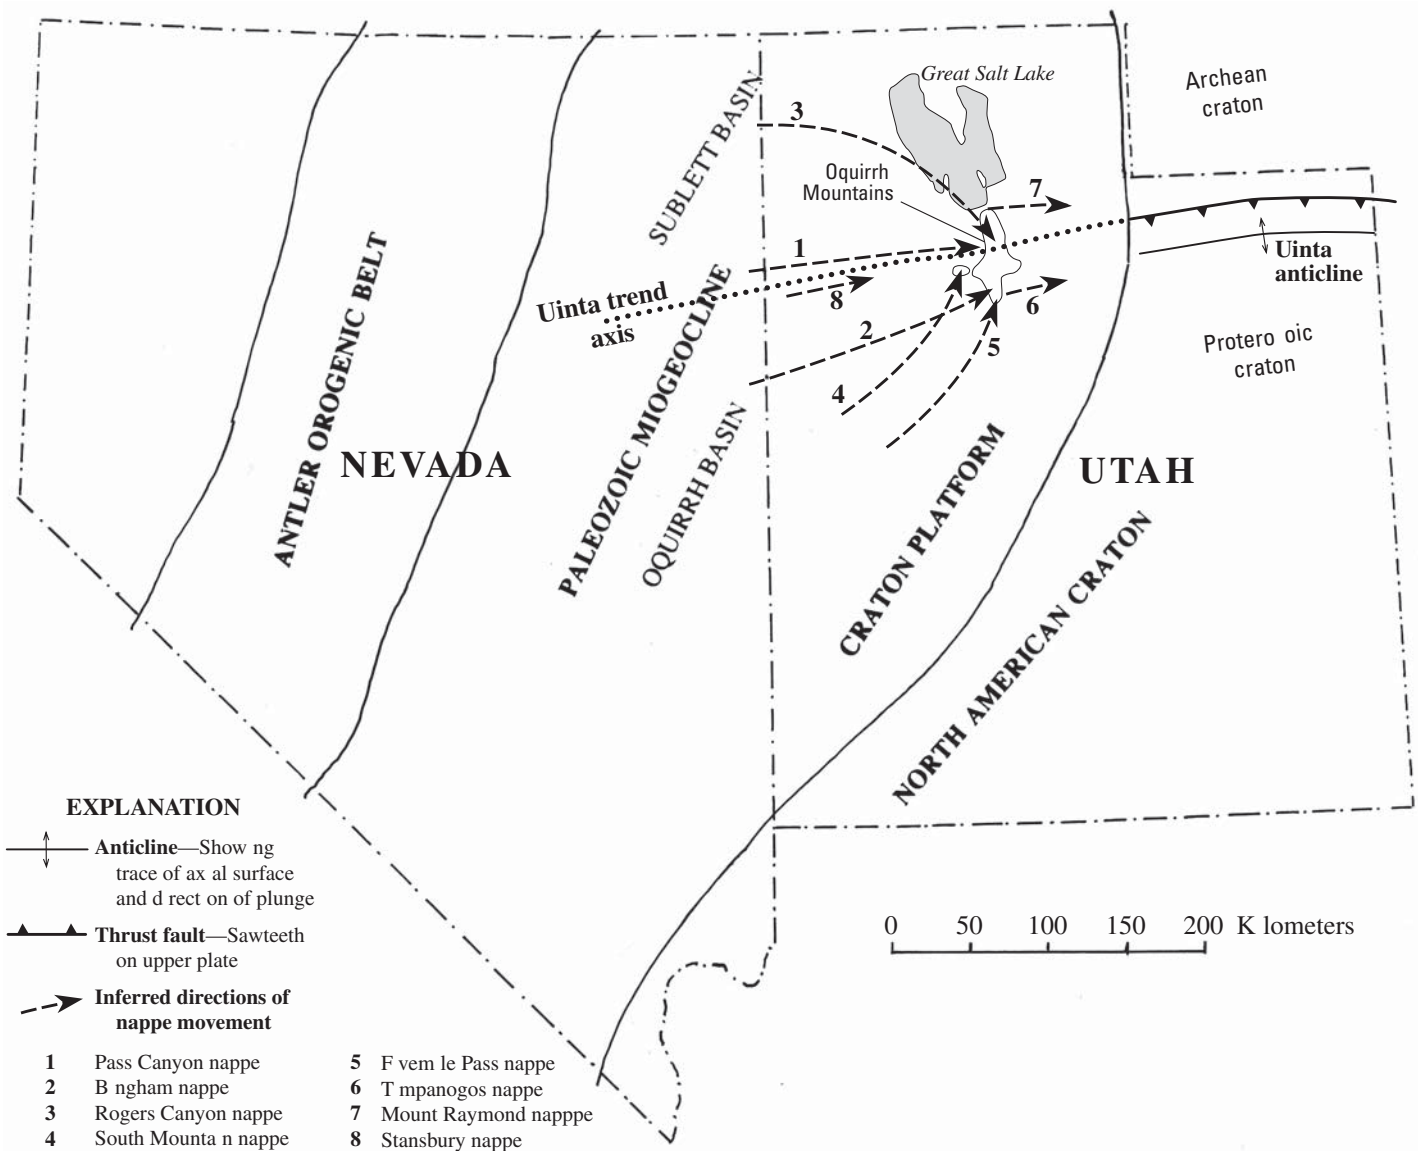 Great Salt Lake
Archean
craton
3
Oquirrh
Mountains
7
SUBLETT BASIN
1
Uinta
anticline
Uinta trend
axis
8
6
2
5
4
Protero oic
craton
ANTLER OROGENIC BELT
NEVADA
PALEOZOIC MIOGEOCLINE
OQUIRRH BASIN
CRATON PLATFORM
UTAH
NORTH AMERICAN CRATON
EXPLANATION
Anticline—Show ng
trace of ax al surface
and d rect on of plunge
Thrust fault—Sawteeth
on upper plate
Inferred directions of
nappe movement
1 Pass Canyon nappe
2 B ngham nappe
3 Rogers Canyon nappe
4 South Mounta n nappe
5 F vem le Pass nappe
6 T mpanogos nappe
7 Mount Raymond napppe
8 Stansbury nappe
0 50 100 150 200 K lometers